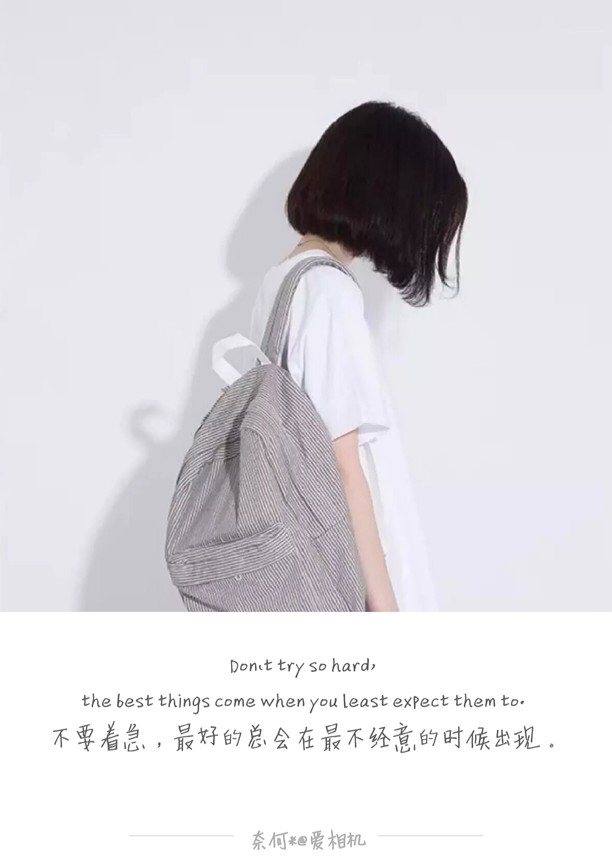 Don't try so hard,
the best things come when you least expect them to.
不要着急，最好的总会在最不经意的时候出现。
奈何#@爱相机